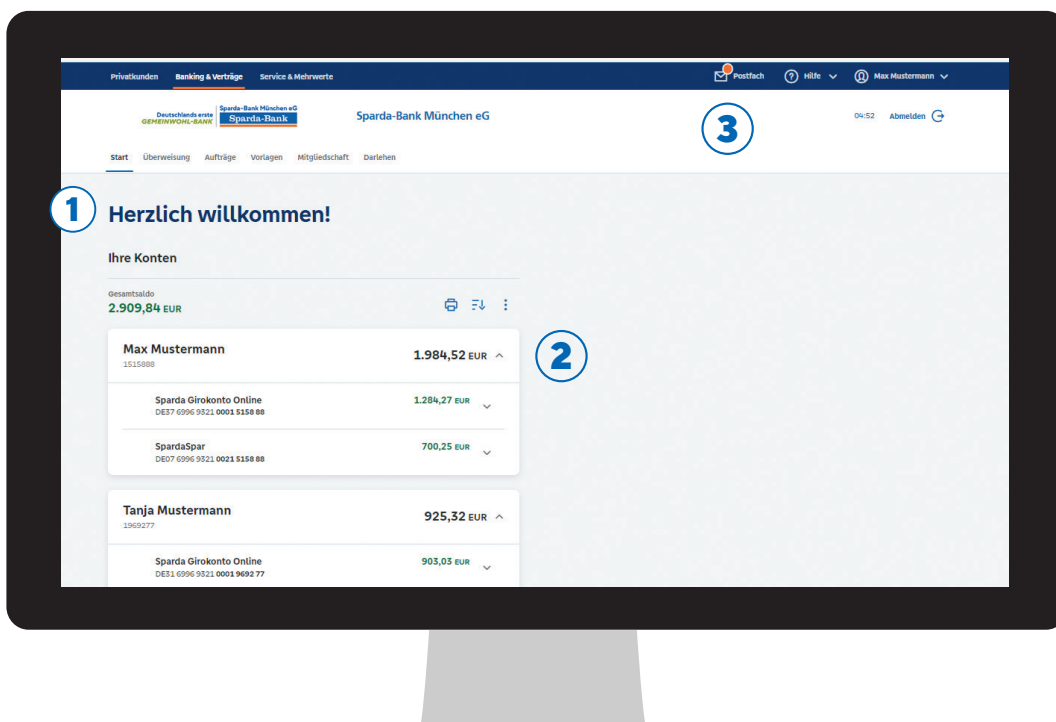 Privatkunden Banking & Verträge Service & Mehrwerte Postfach Hilfe Max Mustermann
Deutschlands erste
GEMEINWOHL-BANK
Sparda-Bank München eG
Sparda-Bank
Sparda-Bank München eG
3
04:52 Abmelden
Start Überweisung Aufträge Vorlagen Mitgliedschaft Darlehen
1
Herzlich willkommen!
Ihre Konten
Gesamtsaldo
2.909,84 EUR
Max Mustermann 1.984,52 EUR
1515888
2
Sparda Girokonto Online 1.284,27 EUR
DE37 6996 9321 0001 5158 88
SpardaSpar 700,25 EUR
DE07 6996 9321 0021 5158 88
Tanja Mustermann 925,32 EUR
1969277
Sparda Girokonto Online 903,03 EUR
DE31 6996 9321 0001 9692 77